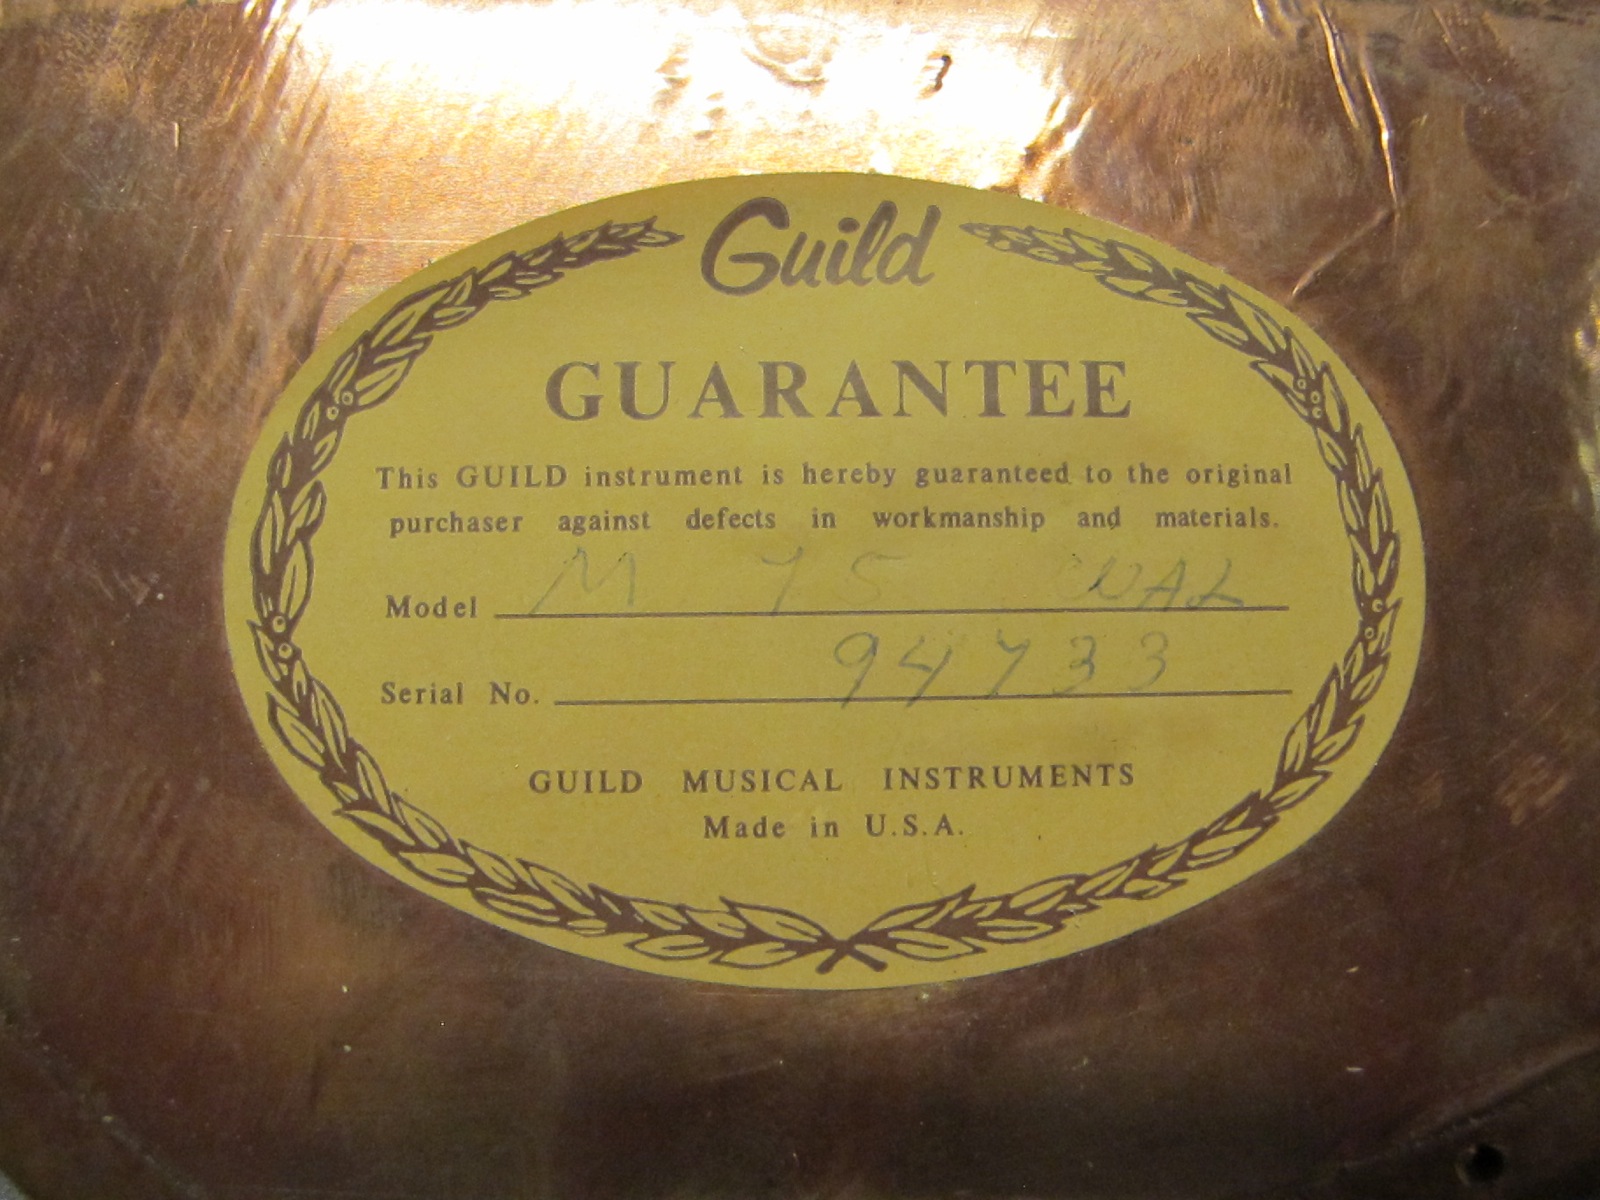 Guild
GUARANTEE
This GUILD instrument is hereby guaranteed to the original
purchaser against defects in workmanship and materials.
Model M 75 WAL
Serial No. 94733
GUILD MUSICAL INSTRUMENTS
Made in U.S.A.